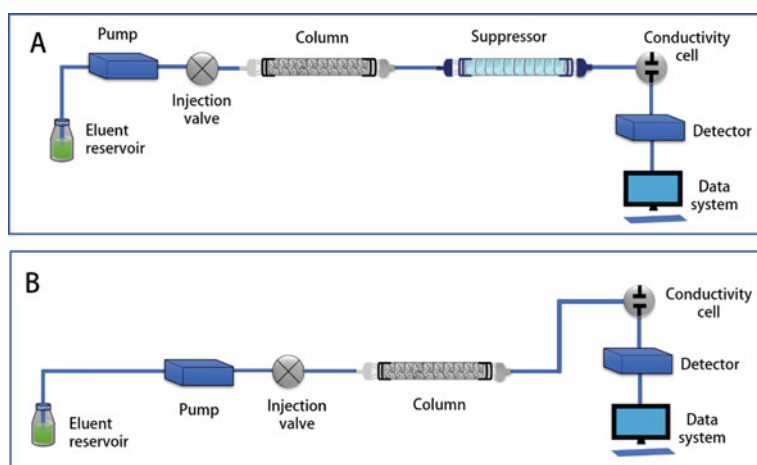 A
Pump
Column
Suppressor
Conductivity
cell
Injection
valve
Eluent
reservoir
Detector
Data
system
B
Conductivity
cell
Detector
Pump
Injection
valve
Column
Eluent
reservoir
Data
system